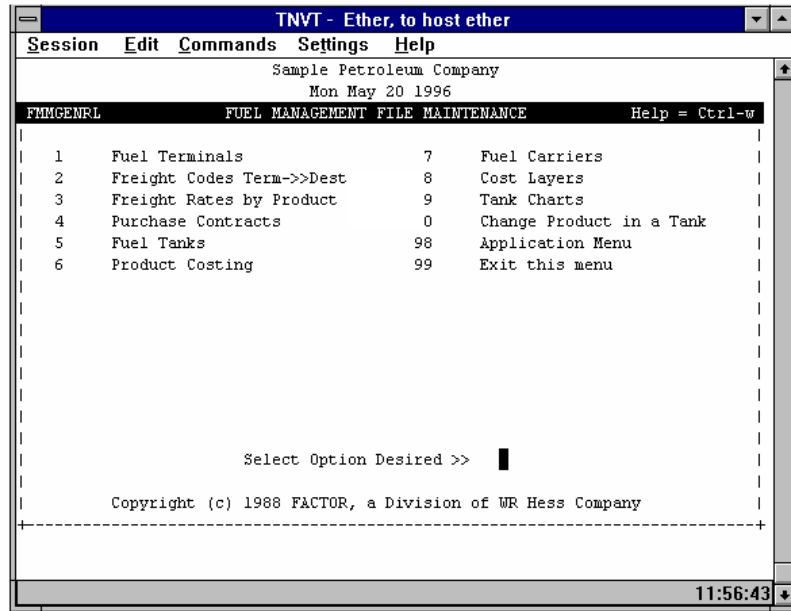 TNVT - Ether, to host ether
Session Edit Commands Settings Help
Sample Petroleum Company
Mon May 20 1996
FMMGENRL FUEL MANAGEMENT FILE MAINTENANCE Help = Ctrl-w
1 Fuel Terminals 7 Fuel Carriers
2 Freight Codes Term->>Dest 8 Cost Layers
3 Freight Rates by Product 9 Tank Charts
4 Purchase Contracts 0 Change Product in a Tank
5 Fuel Tanks 98 Application Menu
6 Product Costing 99 Exit this menu
Select Option Desired >>
Copyright (c) 1988 FACTOR, a Division of WR Hess Company
11:56:43